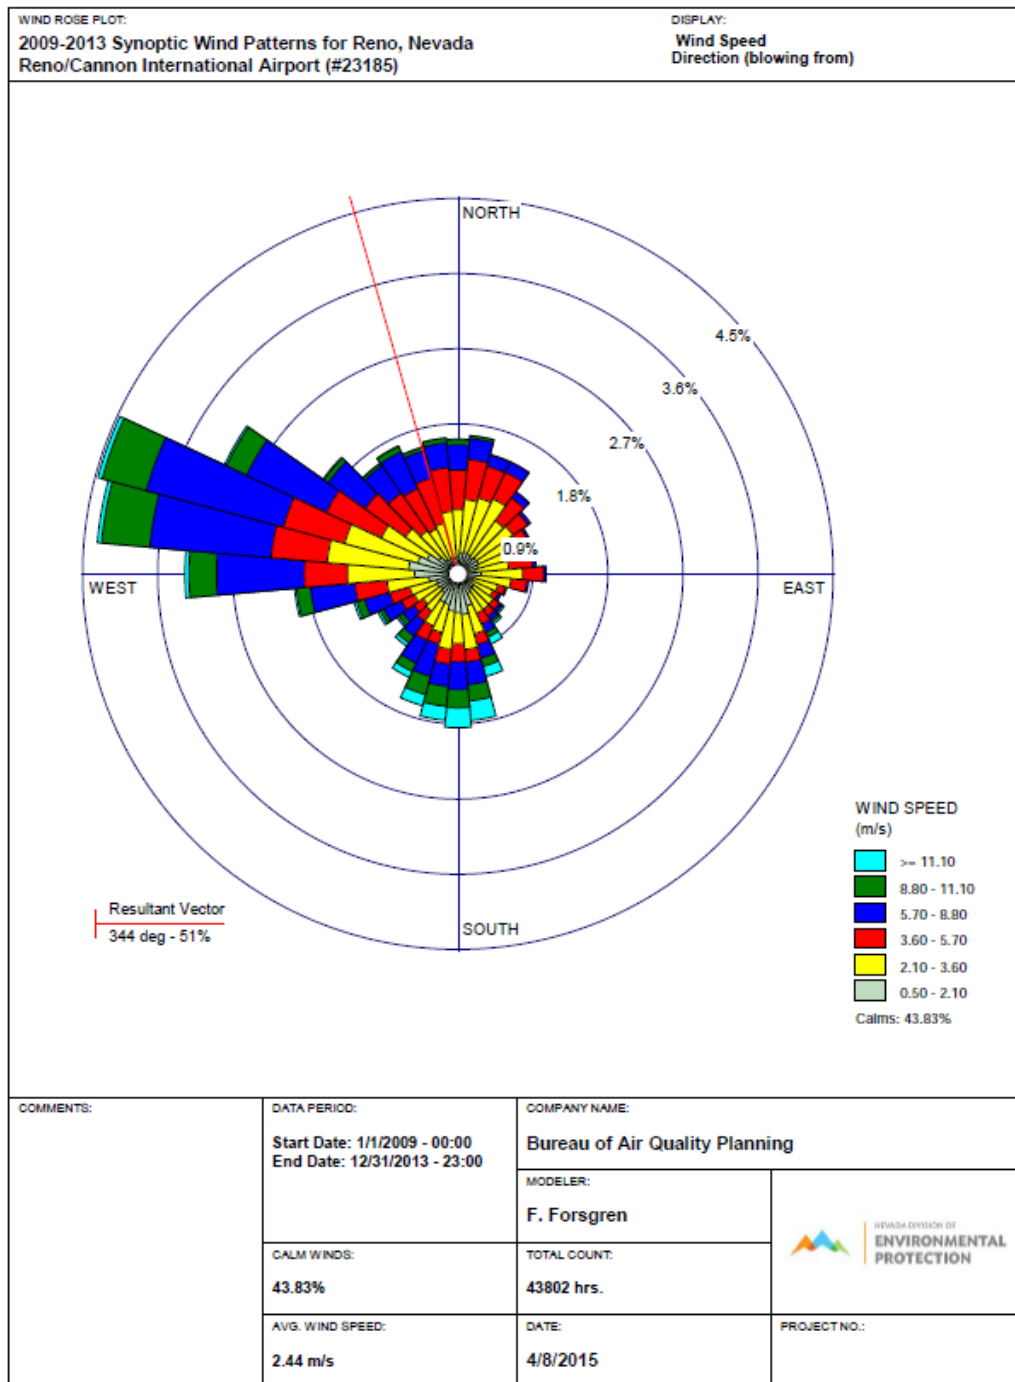 WIND ROSE PLOT:
2009-2013 Synoptic Wind Patterns for Reno, Nevada
Reno/Cannon International Airport (#23185)
DISPLAY:
Wind Speed
Direction (blowing from)
NORTH
4.5%
3.6%
2.7%
1.8%
0.9%
WEST
EAST
SOUTH
WIND SPEED
(m/s)
>= 11.10
8.80 - 11.10
5.70 - 8.80
3.60 - 5.70
2.10 - 3.60
0.50 - 2.10
Calms: 43.83%
Resultant Vector
344 deg - 51%
COMMENTS:
DATA PERIOD:
Start Date: 1/1/2009 - 00:00
End Date: 12/31/2013 - 23:00
COMPANY NAME:
Bureau of Air Quality Planning
MODELER:
F. Forsgren
NEVADA DIVISION OF
ENVIRONMENTAL
PROTECTION
CALM WINDS:
43.83%
TOTAL COUNT:
43802 hrs.
AVG. WIND SPEED:
2.44 m/s
DATE:
4/8/2015
PROJECT NO.: